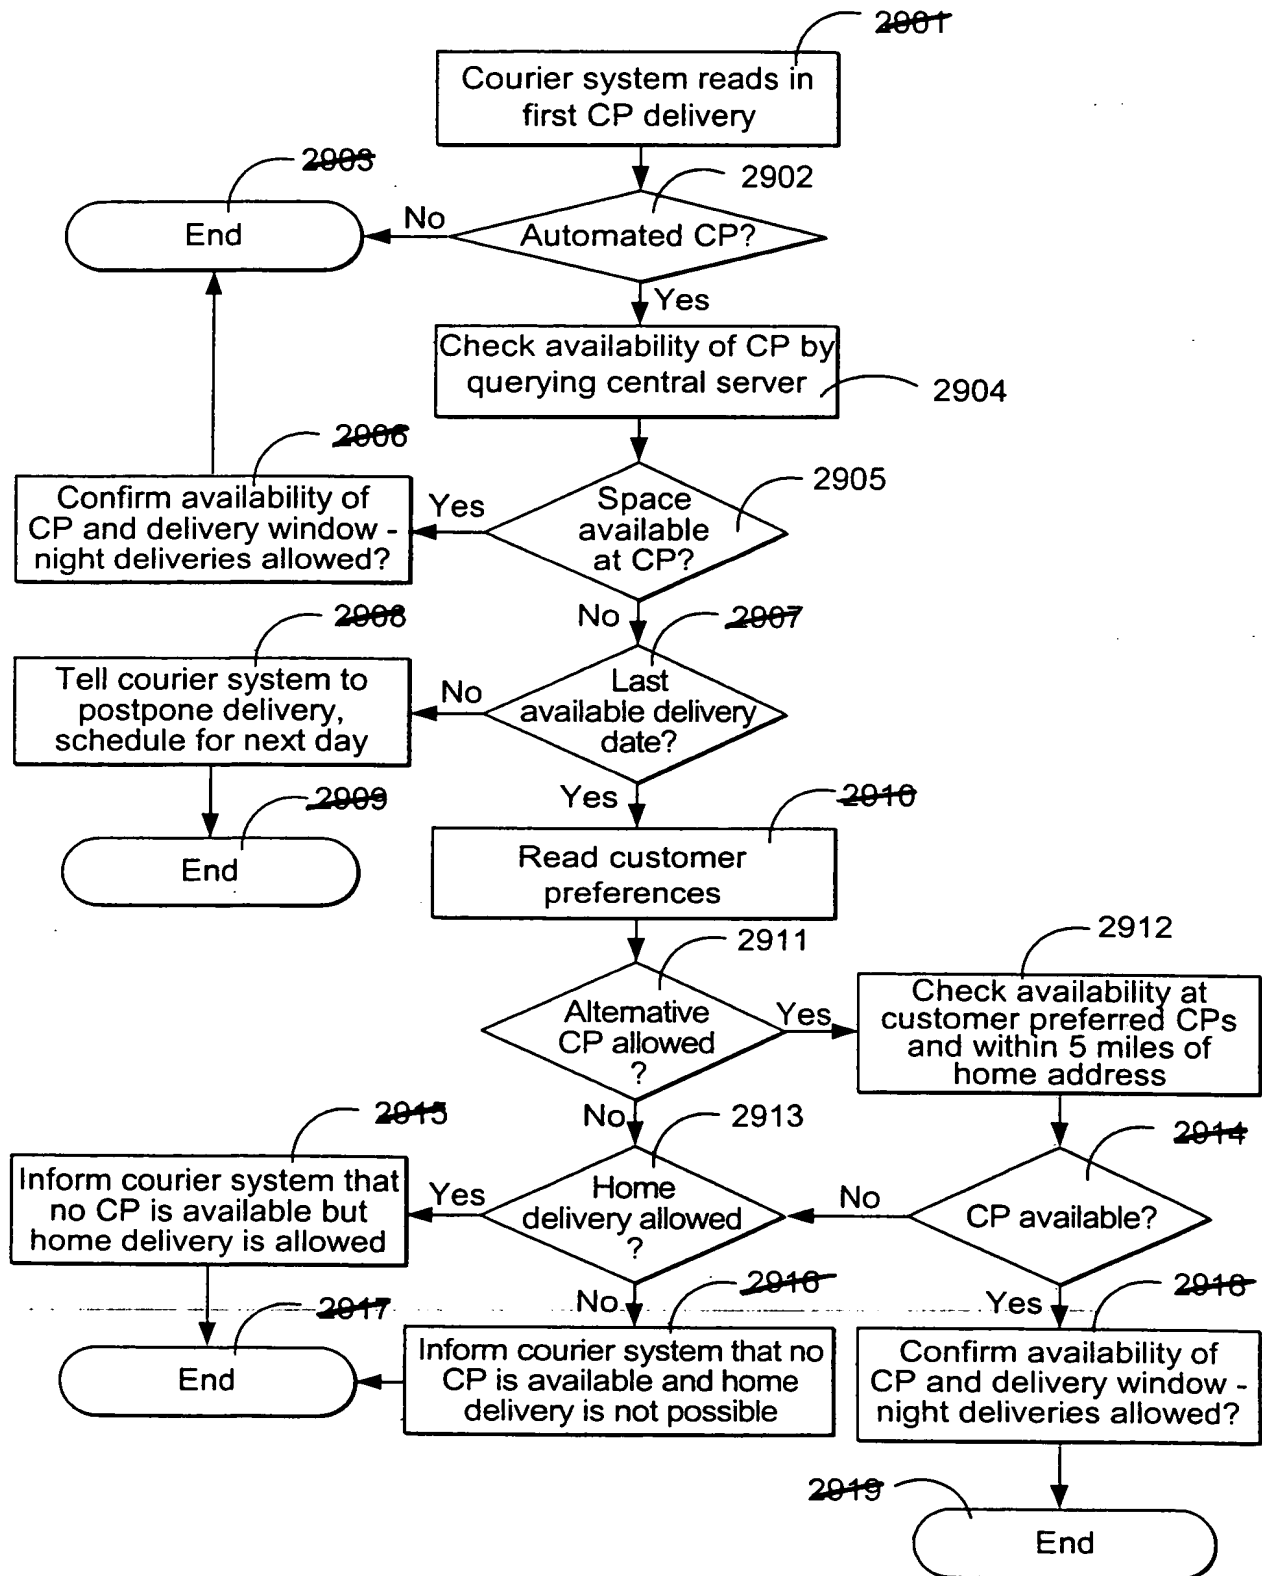 2901
Courier system reads in
first CP delivery
2903
2902
End
No
Automated CP?
Yes
Check availability of CP by
querying central server
2904
2906
2905
Confirm availability of
CP and delivery window -
night deliveries allowed?
Yes
Space
available
at CP?
No
2908
2907
Tell courier system to
postpone delivery,
schedule for next day
No
Last
available delivery
date?
Yes
2909
End
2910
Read customer
preferences
2911
2912
Alternative
CP allowed
?
Yes
Check availability at
customer preferred CPs
and within 5 miles of
home address
No
2915
2913
2914
Inform courier system that
no CP is available but
home delivery is allowed
Yes
Home
delivery allowed
?
No
CP available?
No
Yes
2917
2916
2918
End
Inform courier system that no
CP is available and home
delivery is not possible
Confirm availability of
CP and delivery window -
night deliveries allowed?
2919
End